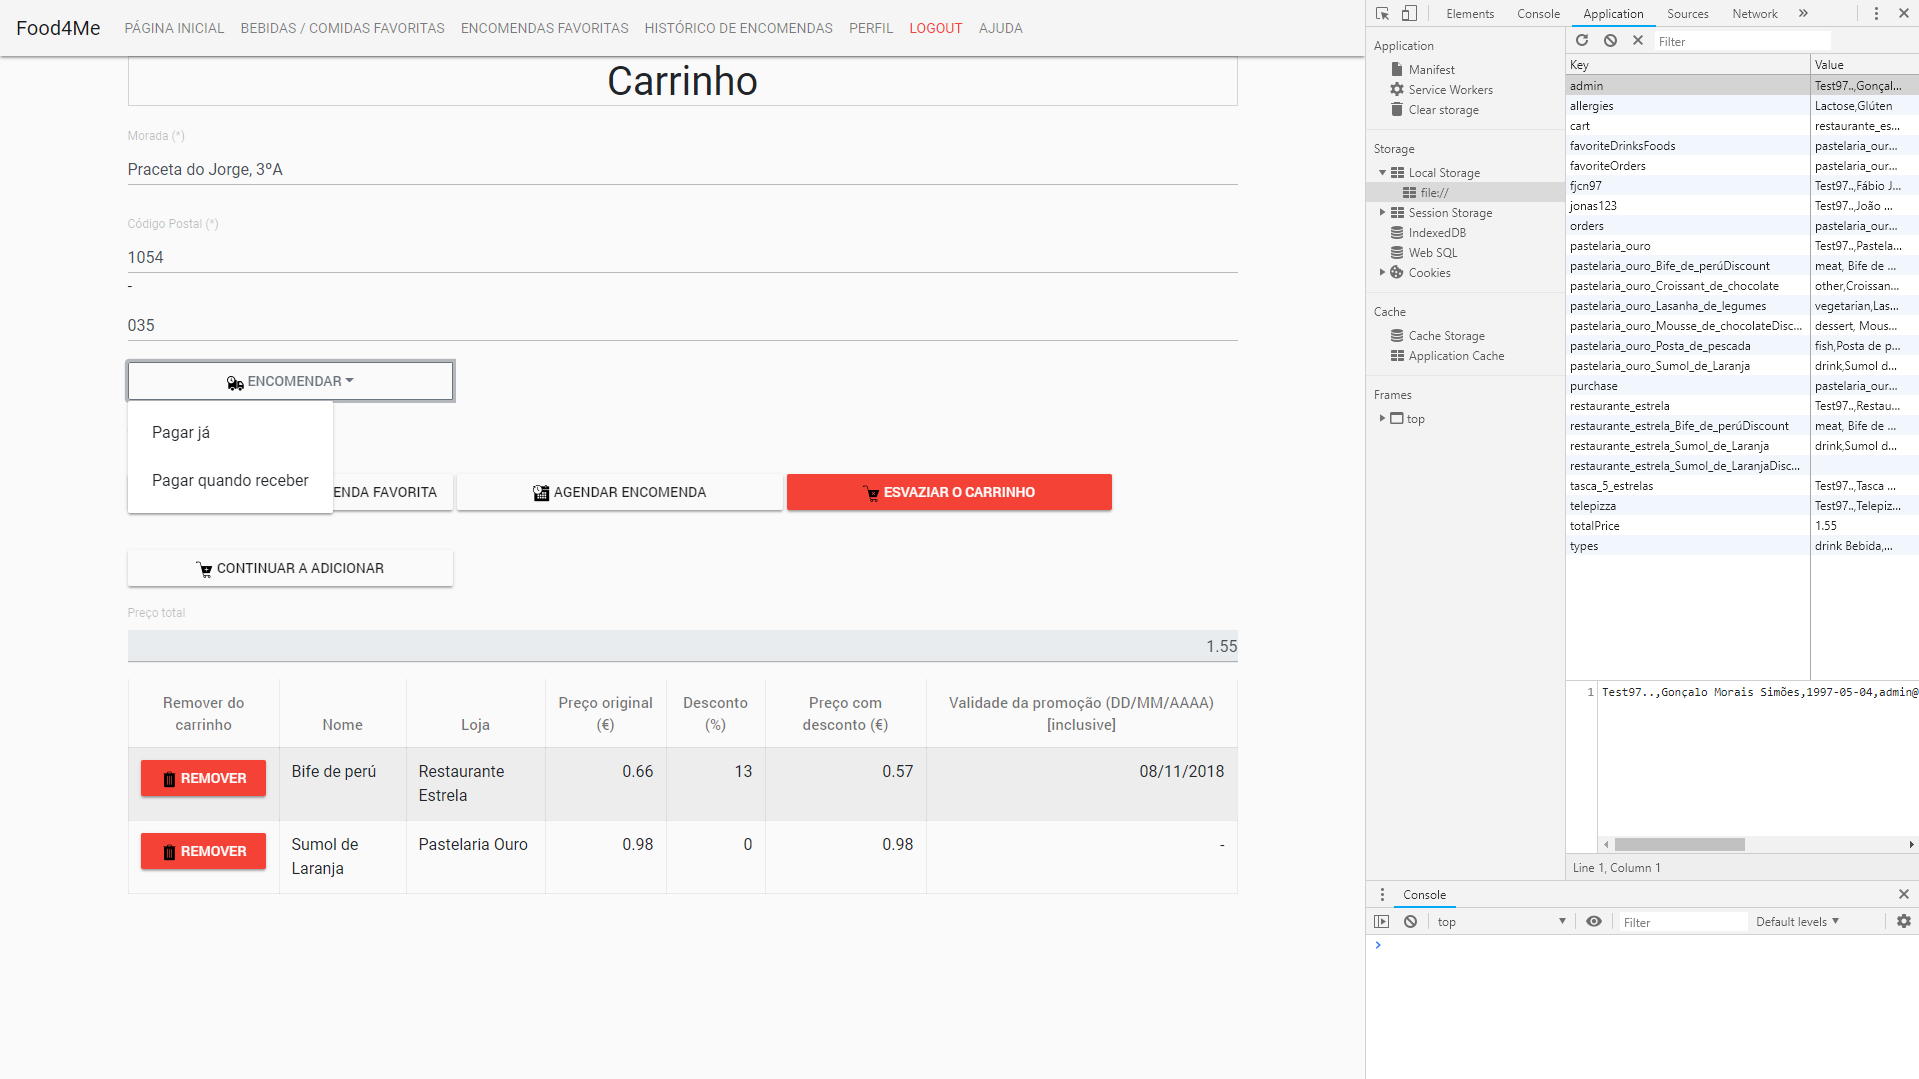 Food4Me PÁGINA INICIAL BEBIDAS / COMIDAS FAVORITAS ENCOMENDAS FAVORITAS HISTÓRICO DE ENCOMENDAS PERFIL LOGOUT AJUDA
Carrinho
Morada (*)
Praceta do Jorge, 3ºA
Código Postal (*)
1054
-
035
ENCOMENDAR
Pagar já
Pagar quando receber
ENDA FAVORITA AGENDAR ENCOMENDA ESVAZIAR O CARRINHO
CONTINUAR A ADICIONAR
Preço total
1.55
Remover do carrinho Nome Loja Preço original (€) Desconto (%) Preço com desconto (€) Validade da promoção (DD/MM/AAAA) [inclusive]
REMOVER Bife de perú Restaurante Estrela 0.66 13 0.57 08/11/2018
REMOVER Sumol de Laranja Pastelaria Ouro 0.98 0 0.98 -
Elements Console Application Sources Network »
Application
Manifest
Service Workers
Clear storage
Storage
Local Storage
file://
Session Storage
IndexedDB
Web SQL
Cookies
Cache
Cache Storage
Application Cache
Frames
top
Filter
Key Value
admin Test97..,Gonçal...
allergies Lactose,Glúten
cart restaurante_es...
favoriteDrinksFoods pastelaria_our...
favoriteOrders pastelaria_our...
fjcn97 Test97..,Fábio J...
jonas123 Test97..,João ...
orders pastelaria_our...
pastelaria_ouro Test97..,Pastela...
pastelaria_ouro_Bife_de_perúDiscount meat, Bife de ...
pastelaria_ouro_Croissant_de_chocolate other,Croissan...
pastelaria_ouro_Lasanha_de_legumes vegetarian,Las...
pastelaria_ouro_Mousse_de_chocolateDisc... dessert, Mous...
pastelaria_ouro_Posta_de_pescada fish,Posta de p...
pastelaria_ouro_Sumol_de_Laranja drink,Sumol d...
purchase pastelaria_our...
restaurante_estrela Test97..,Restau...
restaurante_estrela_Bife_de_perúDiscount meat, Bife de ...
restaurante_estrela_Sumol_de_Laranja drink,Sumol d...
restaurante_estrela_Sumol_de_LaranjaDisc...
tasca_5_estrelas Test97..,Tasca ...
telepizza Test97..,Telepiz...
totalPrice 1.55
types drink Bebida,...
1 Test97..,Gonçalo Morais Simões,1997-05-04,admin@
Line 1, Column 1
Console
top Filter Default levels